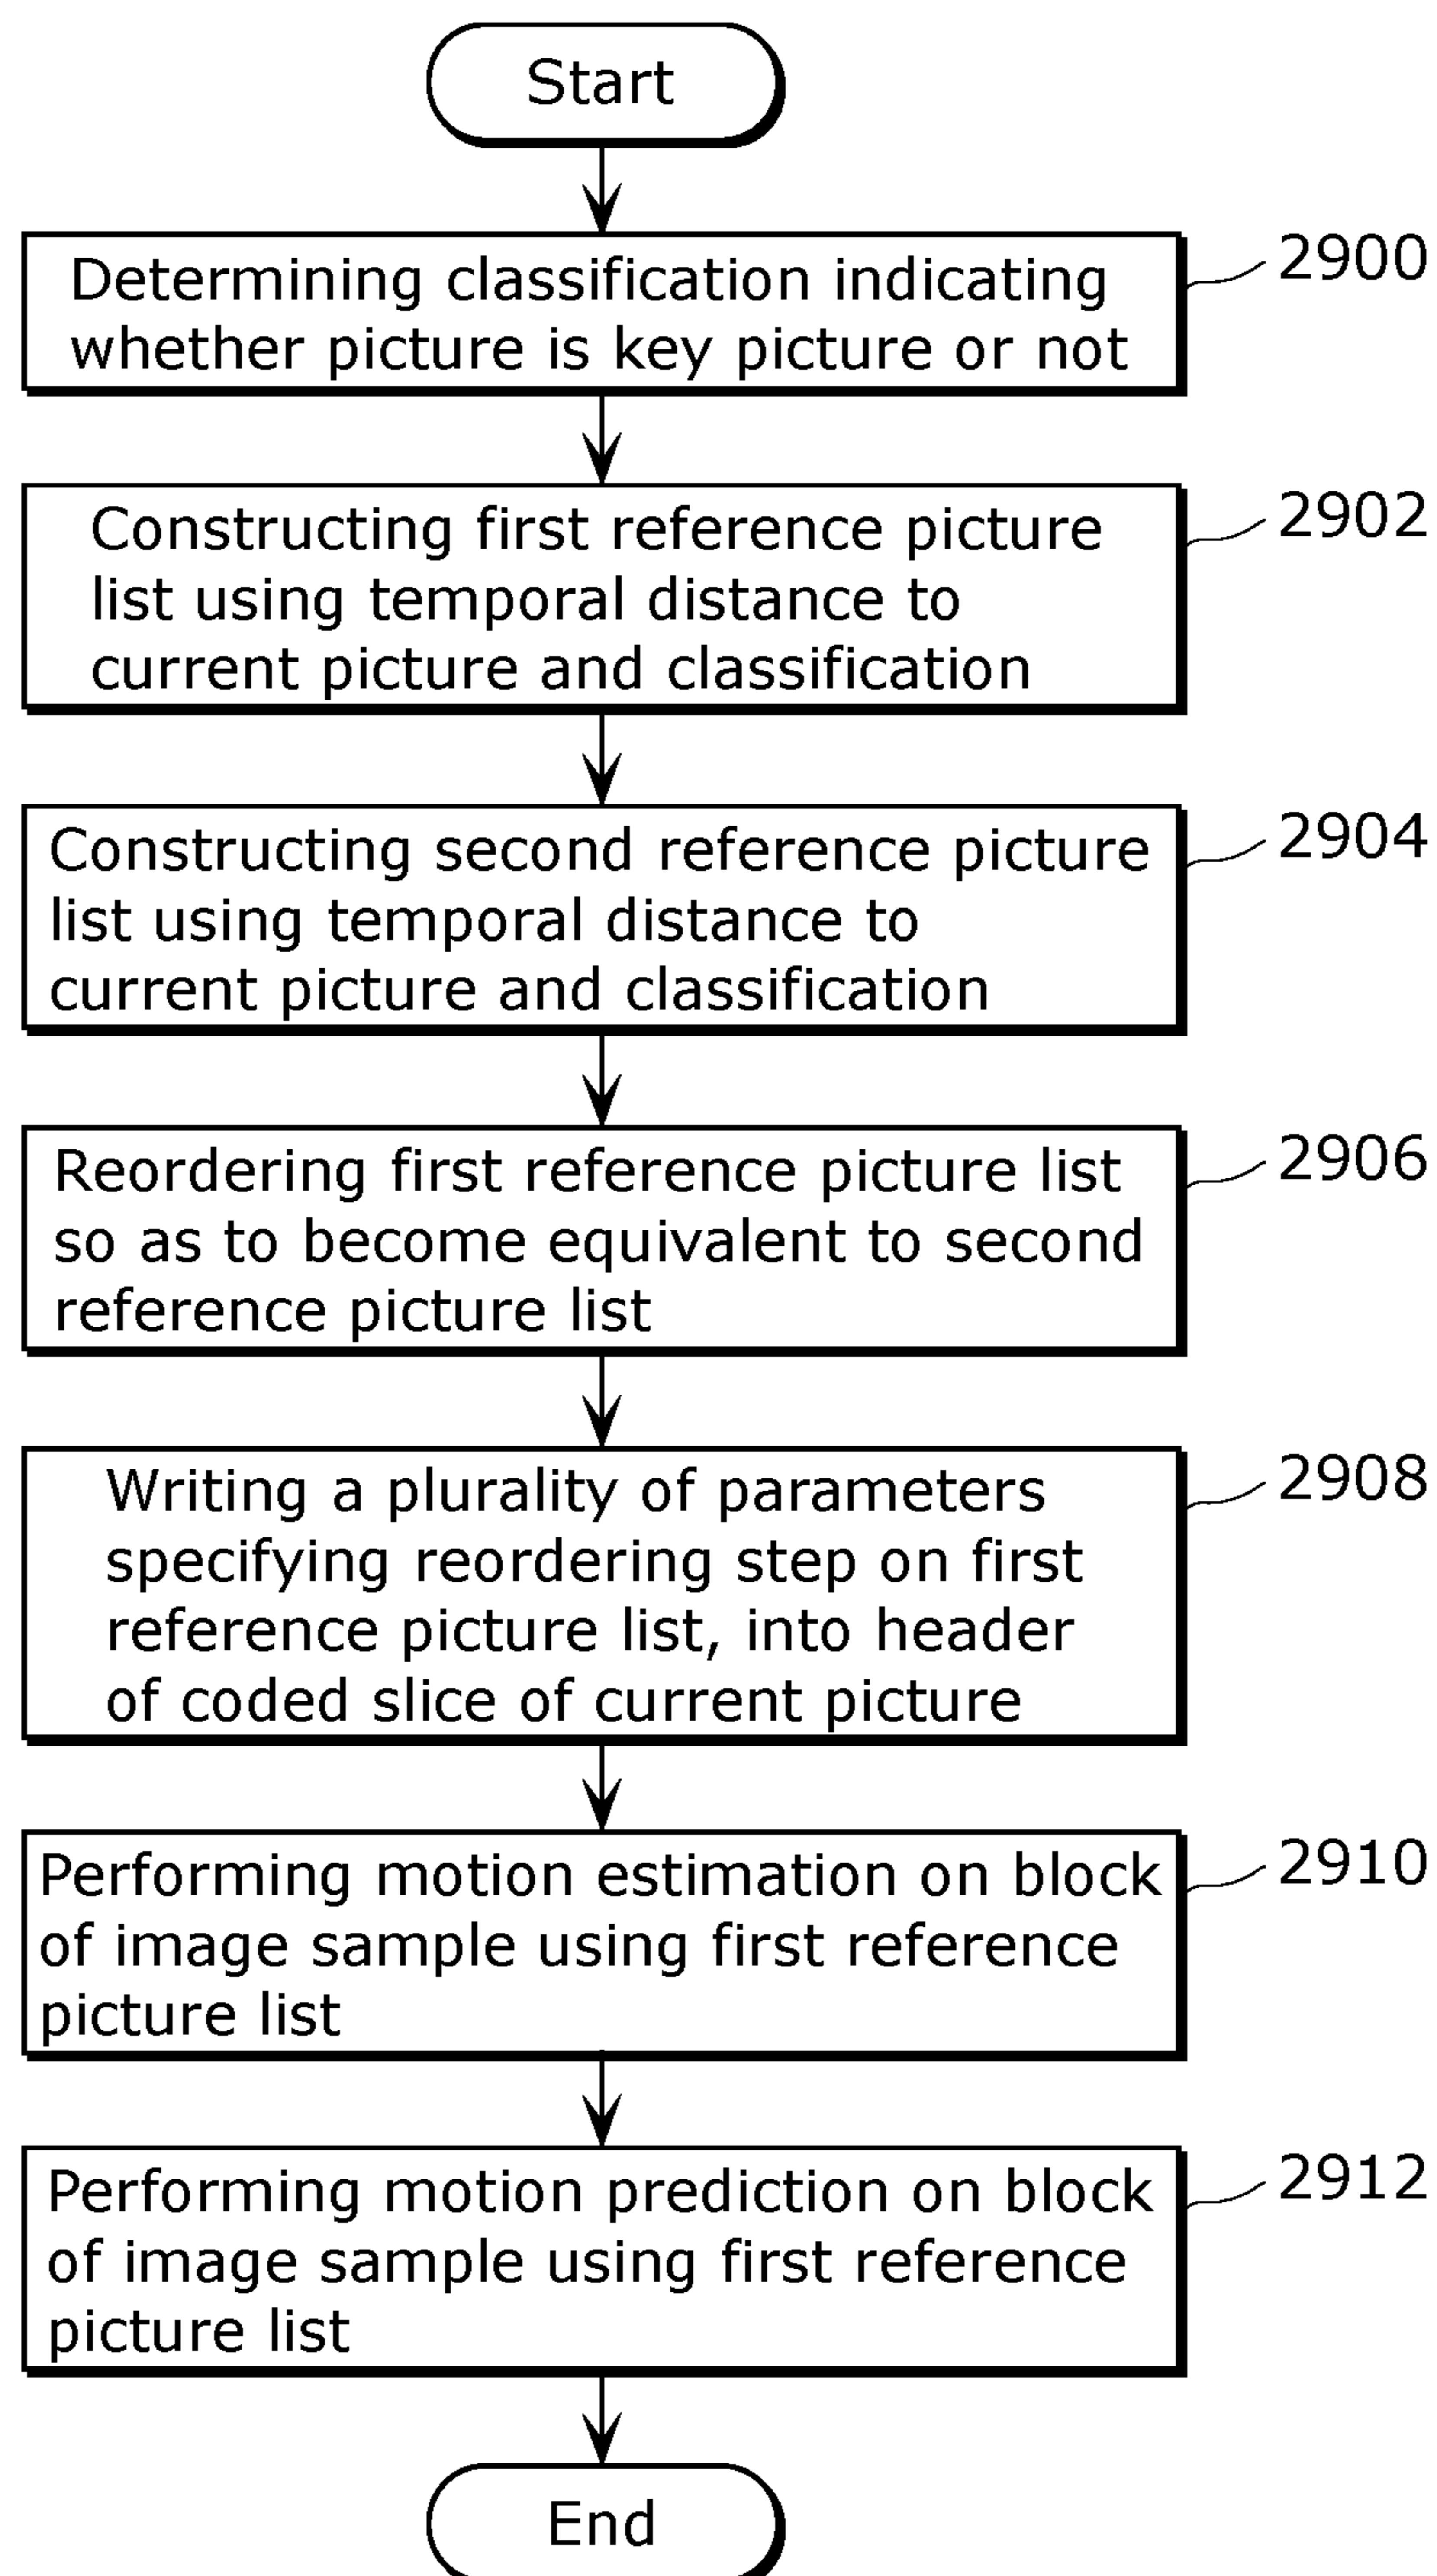 Start
Determining classification indicating
whether picture is key picture or not
2900
Constructing first reference picture
list using temporal distance to
current picture and classification
2902
Constructing second reference picture
list using temporal distance to
current picture and classification
2904
Reordering first reference picture list
so as to become equivalent to second
reference picture list
2906
Writing a plurality of parameters
specifying reordering step on first
reference picture list, into header
of coded slice of current picture
2908
Performing motion estimation on block
of image sample using first reference
picture list
2910
Performing motion prediction on block
of image sample using first reference
picture list
2912
End